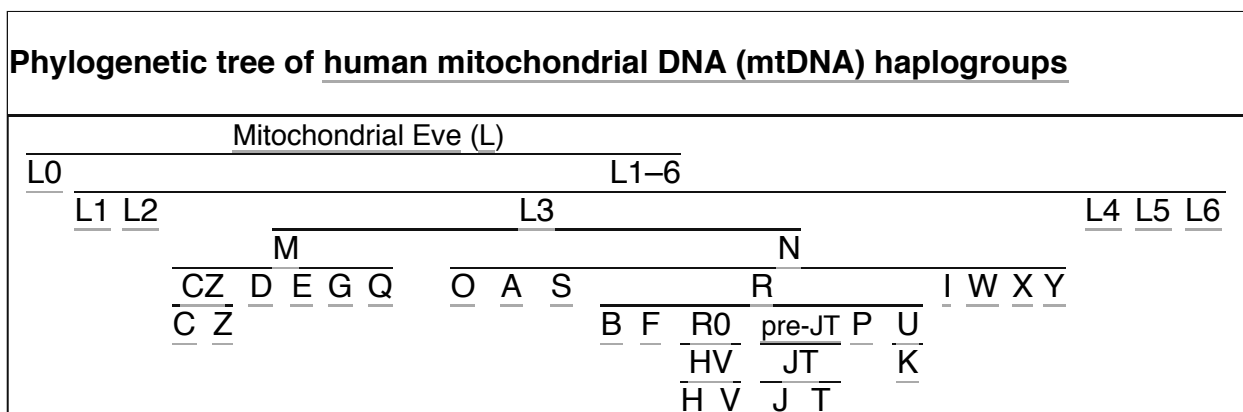 Phylogenetic tree of human mitochondrial DNA (mtDNA) haplogroups
Mitochondrial Eve (L)
L0 L1–6
L1 L2 L3 L4 L5 L6
M N
CZ D E G Q O A S R I W X Y
C Z B F R0 pre-JT P U
HV JT K
H V J T